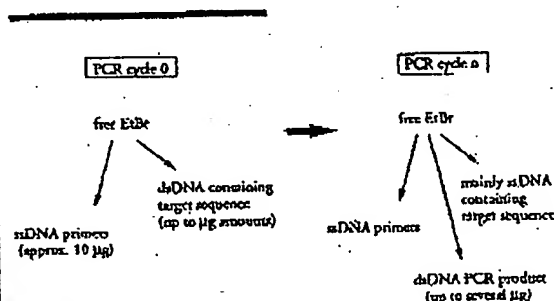 PCR cycle 0
free EtBr
dsDNA containing
target sequence
(up to µg amounts)
ssDNA primers
(approx. 10 µg)
PCR cycle n
free EtBr
mainly ssDNA
containing
target sequence
ssDNA primers
dsDNA PCR product
(up to several µg)